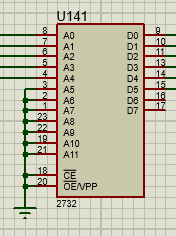 U141
8 A0 D0 9
7 A1 D1 10
6 A2 D2 11
5 A3 D3 13
4 A4 D4 14
3 A5 D5 15
2 A6 D6 16
1 A7 D7 17
23 A8
22 A9
19 A10
21 A11
18 CE
20 OE/VPP
2732